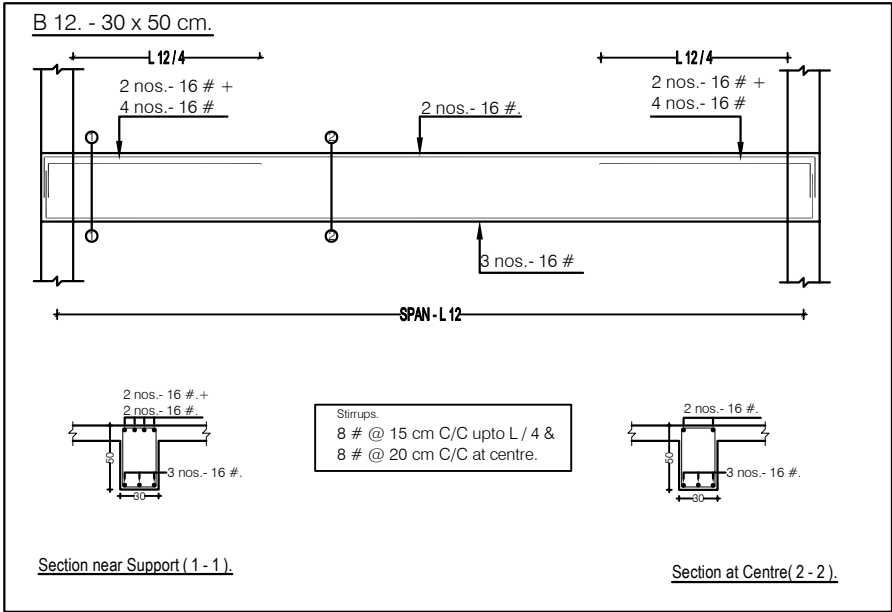 B 12. - 30 x 50 cm.
L 12 / 4
L 12 / 4
2 nos.- 16 # +
4 nos.- 16 #
2 nos.- 16 #.
2 nos.- 16 # +
4 nos.- 16 #
1
2
1
2
3 nos.- 16 #
SPAN - L 12
2 nos.- 16 #.+
2 nos.- 16 #.
50
3 nos.- 16 #.
30
Section near Support ( 1 - 1 ).
Stirrups.
8 # @ 15 cm C/C upto L / 4 &
8 # @ 20 cm C/C at centre.
2 nos.- 16 #.
50
3 nos.- 16 #.
30
Section at Centre( 2 - 2 ).